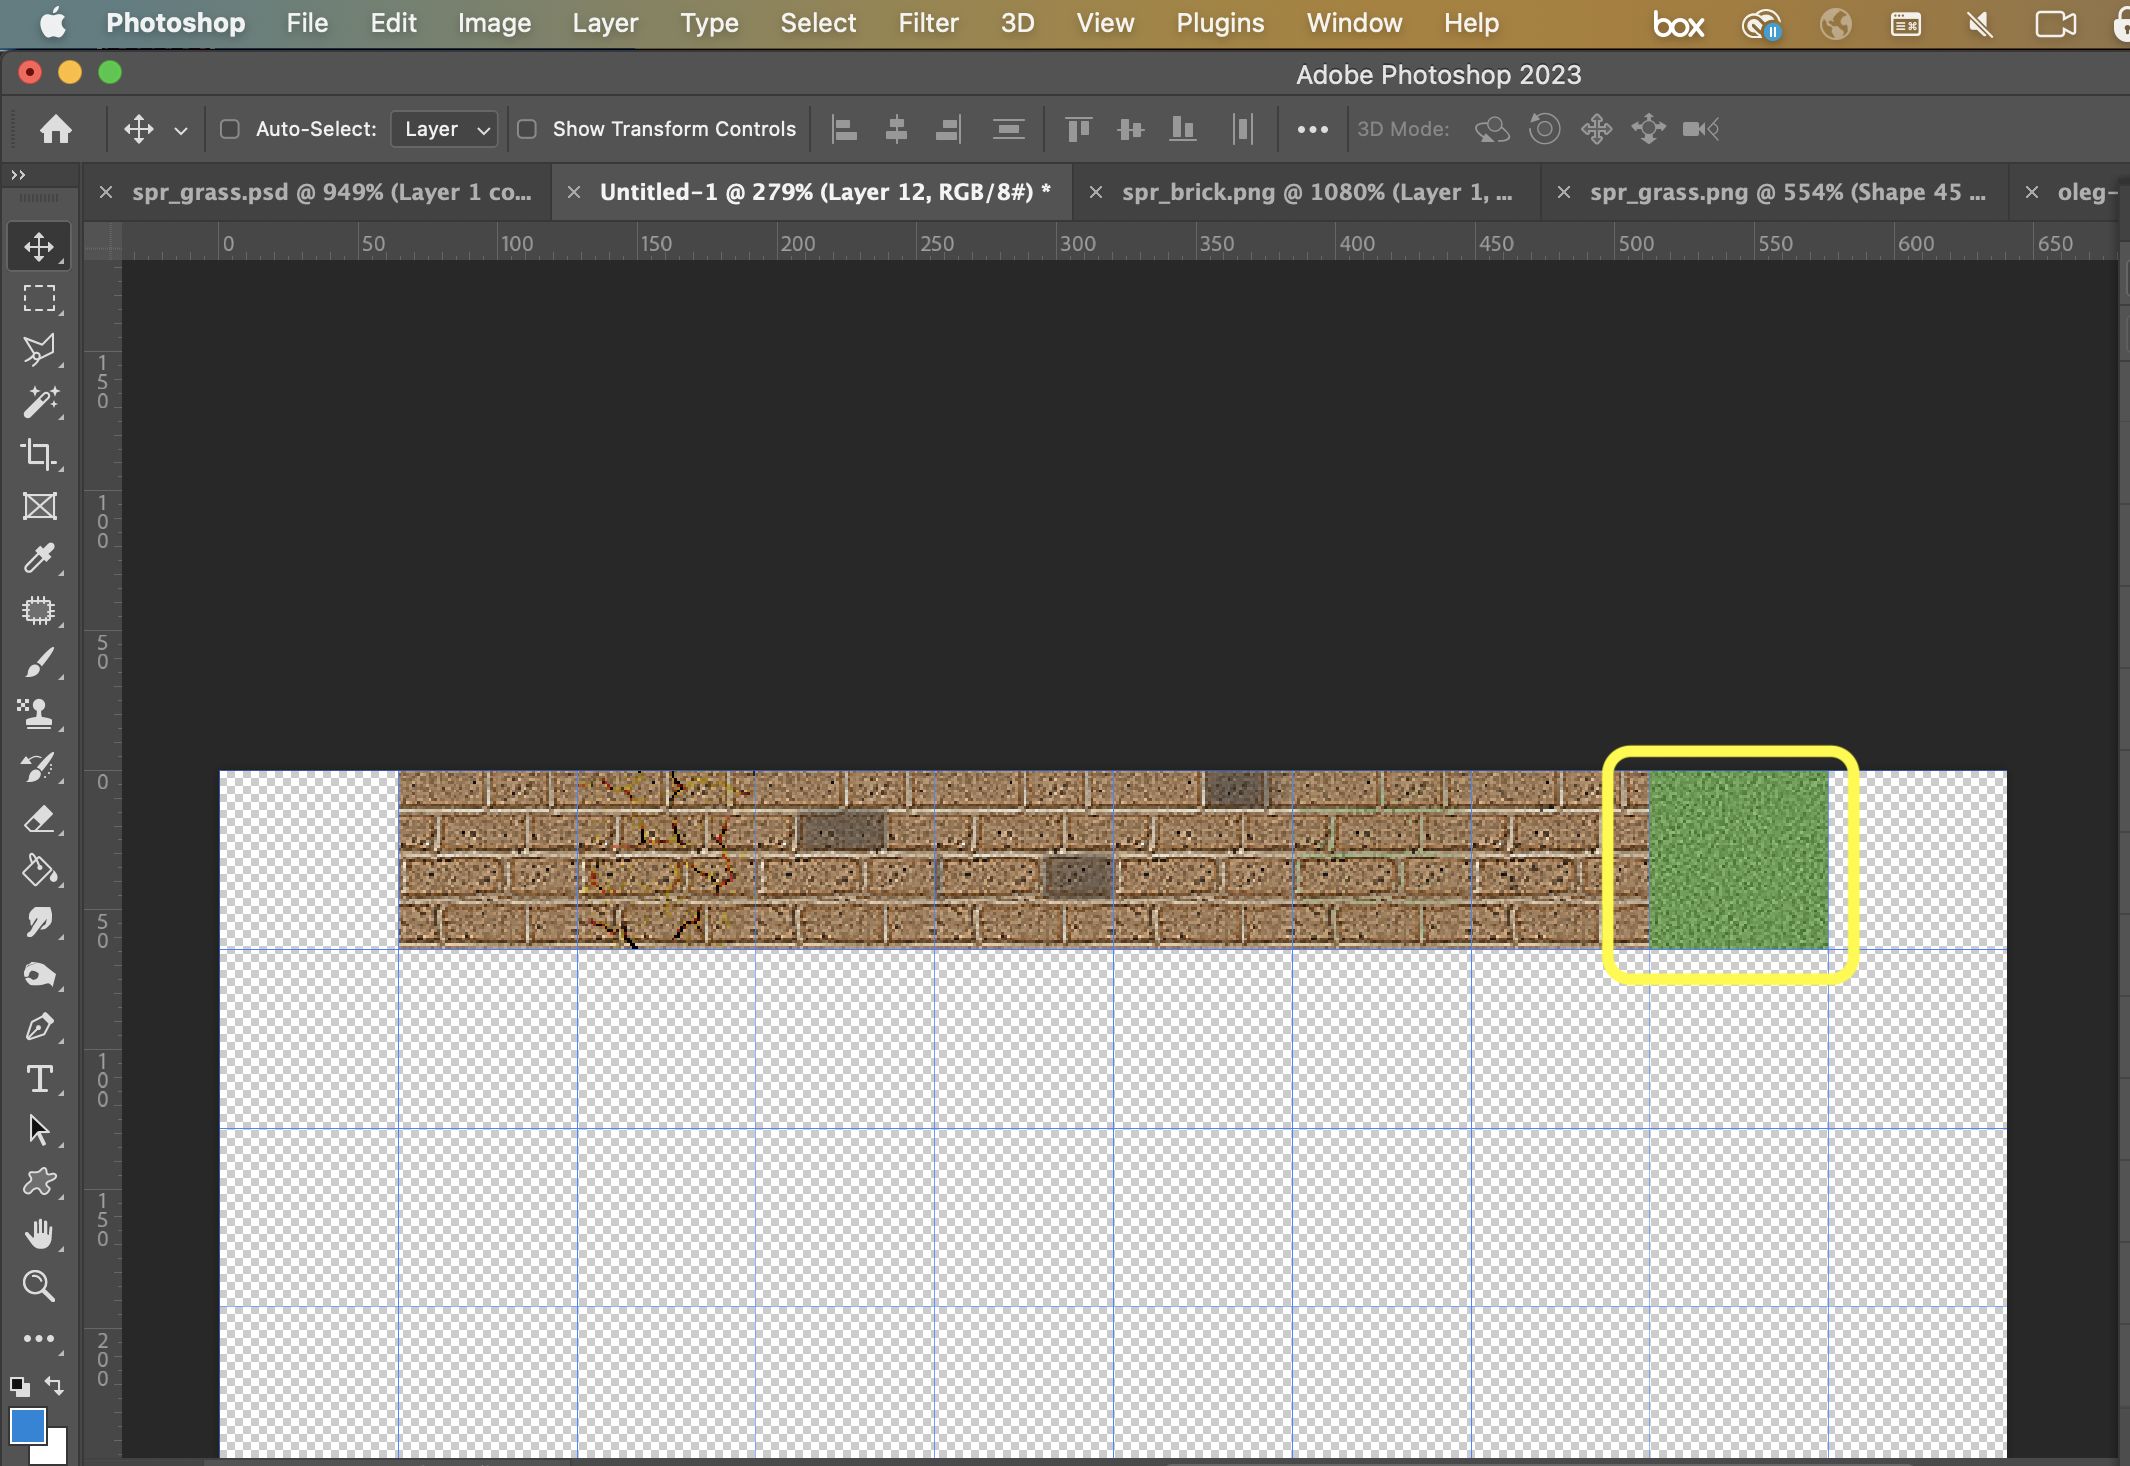 Photoshop File Edit Image Layer Type Select Filter 3D View Plugins Window Help box
Adobe Photoshop 2023
Auto-Select: Layer Show Transform Controls 3D Mode:
spr_grass.psd @ 949% (Layer 1 co... Untitled-1 @ 279% (Layer 12, RGB/8#) * spr_brick.png @ 1080% (Layer 1, ... spr_grass.png @ 554% (Shape 45 ... oleg-
0 50 100 150 200 250 300 350 400 450 500 550 600 650
150
100
50
0
50
100
150
200